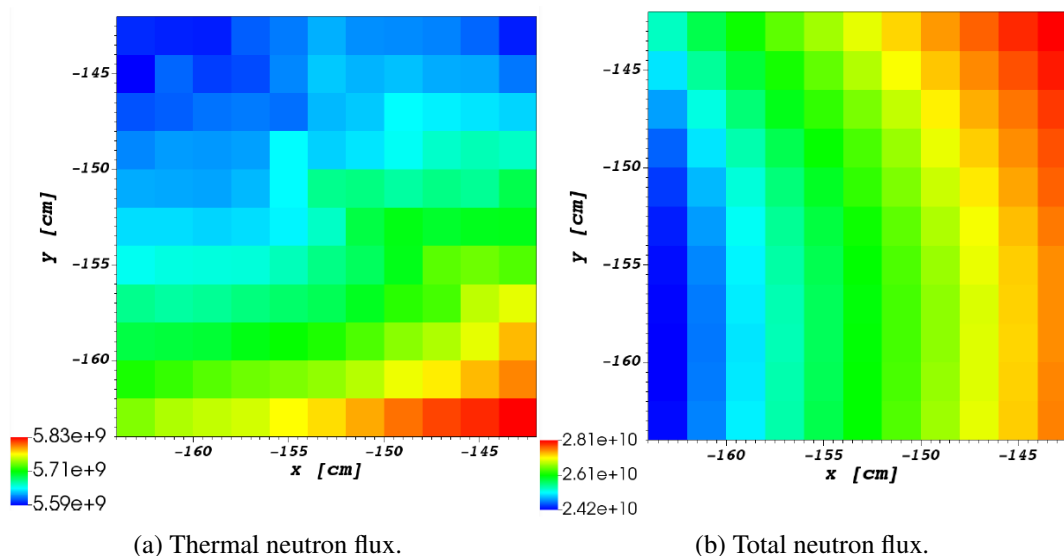 -145
-150
-155
-160
Y [cm]
-160 -155 -150 -145
x [cm]
5.83e+9
5.71e+9
5.59e+9
(a) Thermal neutron flux.
-145
-150
-155
-160
Y [cm]
-160 -155 -150 -145
x [cm]
2.81e+10
2.61e+10
2.42e+10
(b) Total neutron flux.